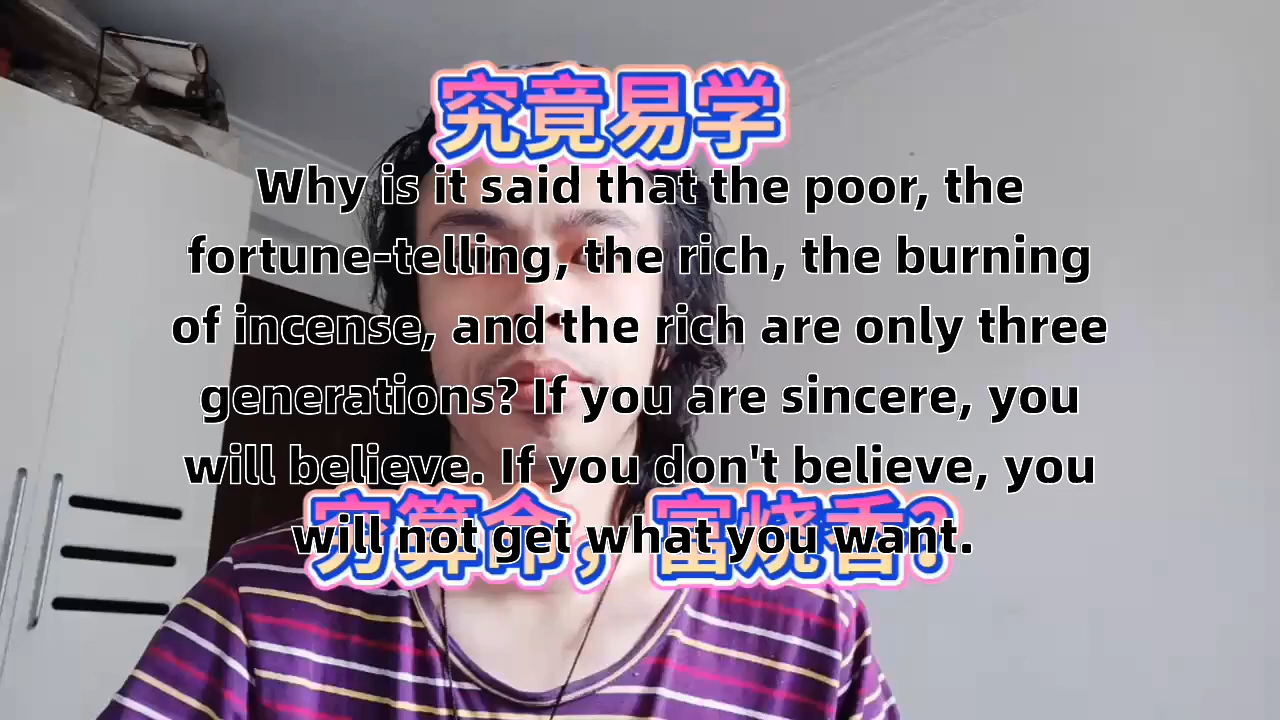 究竟易学
Why is it said that the poor, the
fortune-telling, the rich, the burning
of incense, and the rich are only three
generations? If you are sincere, you
will believe. If you don't believe, you
穷算命，富烧香？
will not get what you want.